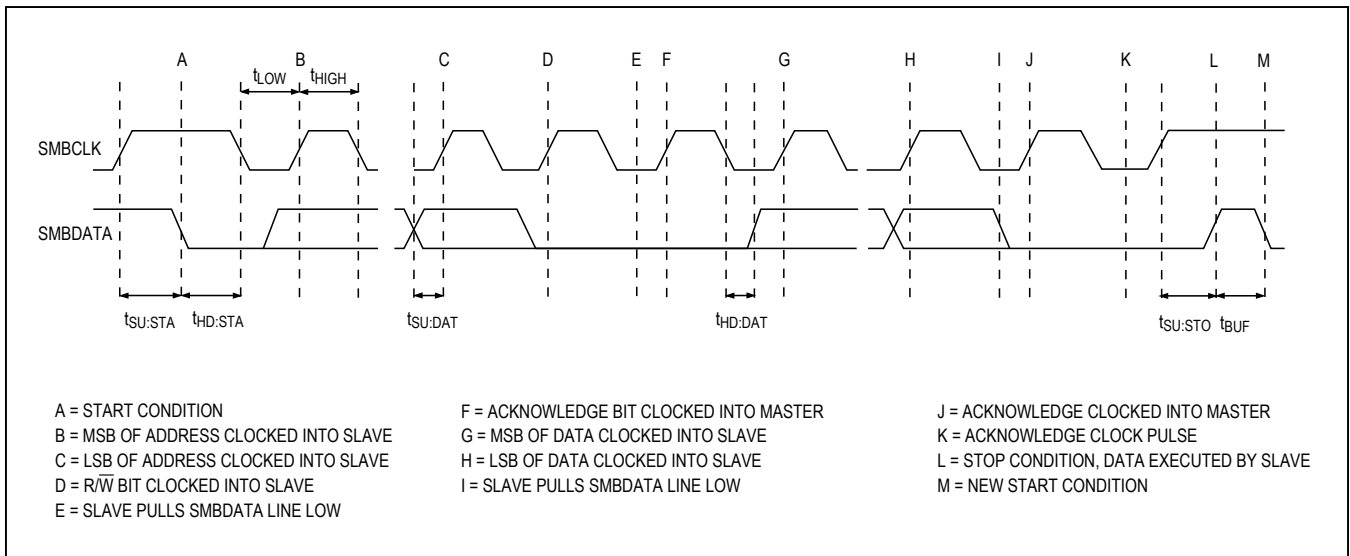 A B C D E F G H I J K L M
tLOW tHIGH
SMBCLK
SMBDATA
tSU:STA tHD:STA tSU:DAT tHD:DAT tSU:STO tBUF
A = START CONDITION
B = MSB OF ADDRESS CLOCKED INTO SLAVE
C = LSB OF ADDRESS CLOCKED INTO SLAVE
D = R/W̅ BIT CLOCKED INTO SLAVE
E = SLAVE PULLS SMBDATA LINE LOW
F = ACKNOWLEDGE BIT CLOCKED INTO MASTER
G = MSB OF DATA CLOCKED INTO SLAVE
H = LSB OF DATA CLOCKED INTO SLAVE
I = SLAVE PULLS SMBDATA LINE LOW
J = ACKNOWLEDGE CLOCKED INTO MASTER
K = ACKNOWLEDGE CLOCK PULSE
L = STOP CONDITION, DATA EXECUTED BY SLAVE
M = NEW START CONDITION